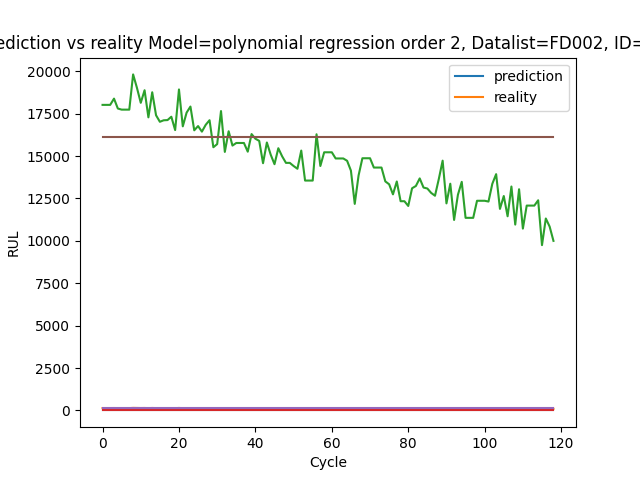 ediction vs reality Model=polynomial regression order 2, Datalist=FD002, ID=
prediction
reality
RUL
20000
17500
15000
12500
10000
7500
5000
2500
0
0 20 40 60 80 100 120
Cycle